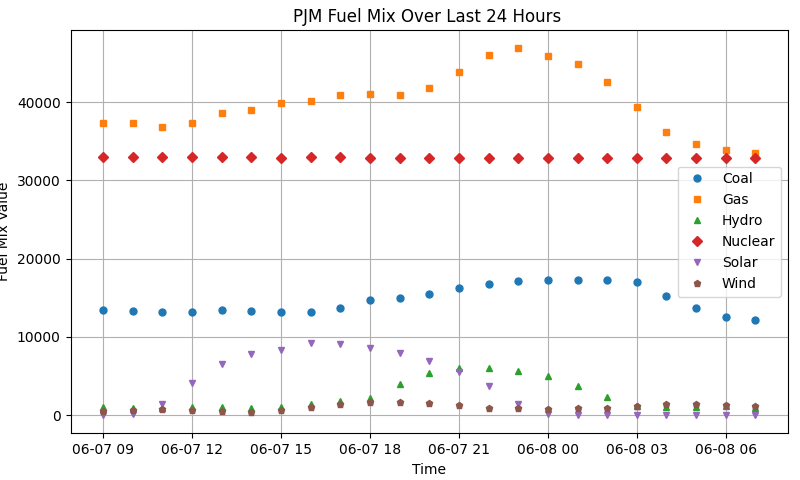 PJM Fuel Mix Over Last 24 Hours
Fuel Mix Value
40000
30000
20000
10000
0
Coal
Gas
Hydro
Nuclear
Solar
Wind
06-07 09 06-07 12 06-07 15 06-07 18 06-07 21 06-08 00 06-08 03 06-08 06
Time